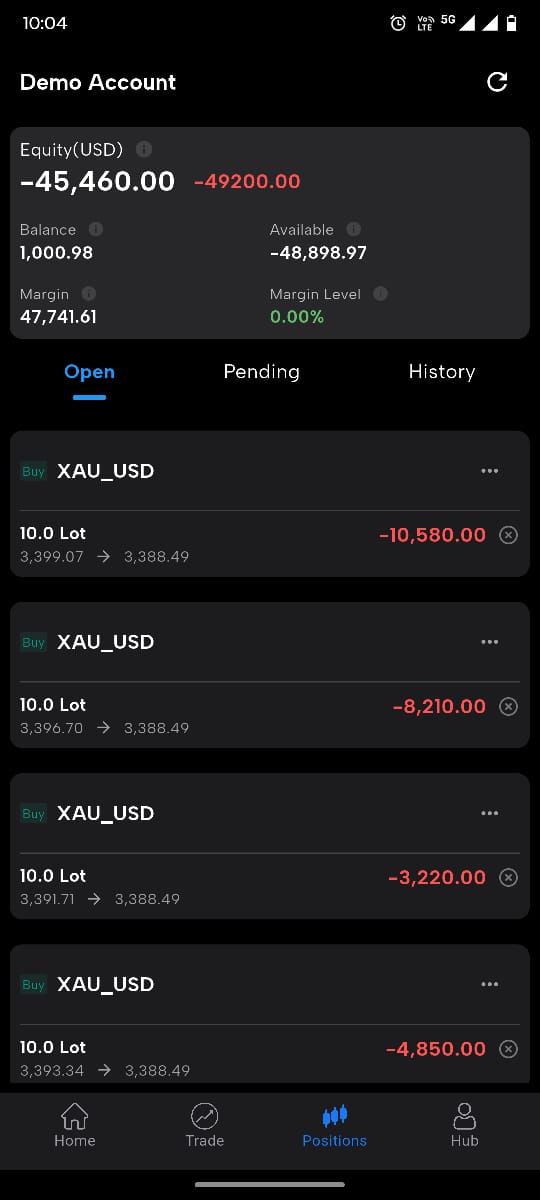 10:04 Vo LTE 5G
Demo Account
Equity(USD)
-45,460.00 -49200.00
Balance Available
1,000.98 -48,898.97
Margin Margin Level
47,741.61 0.00%
Open Pending History
Buy XAU_USD
10.0 Lot -10,580.00
3,399.07 → 3,388.49
Buy XAU_USD
10.0 Lot -8,210.00
3,396.70 → 3,388.49
Buy XAU_USD
10.0 Lot -3,220.00
3,391.71 → 3,388.49
Buy XAU_USD
10.0 Lot -4,850.00
3,393.34 → 3,388.49
Home Trade Positions Hub